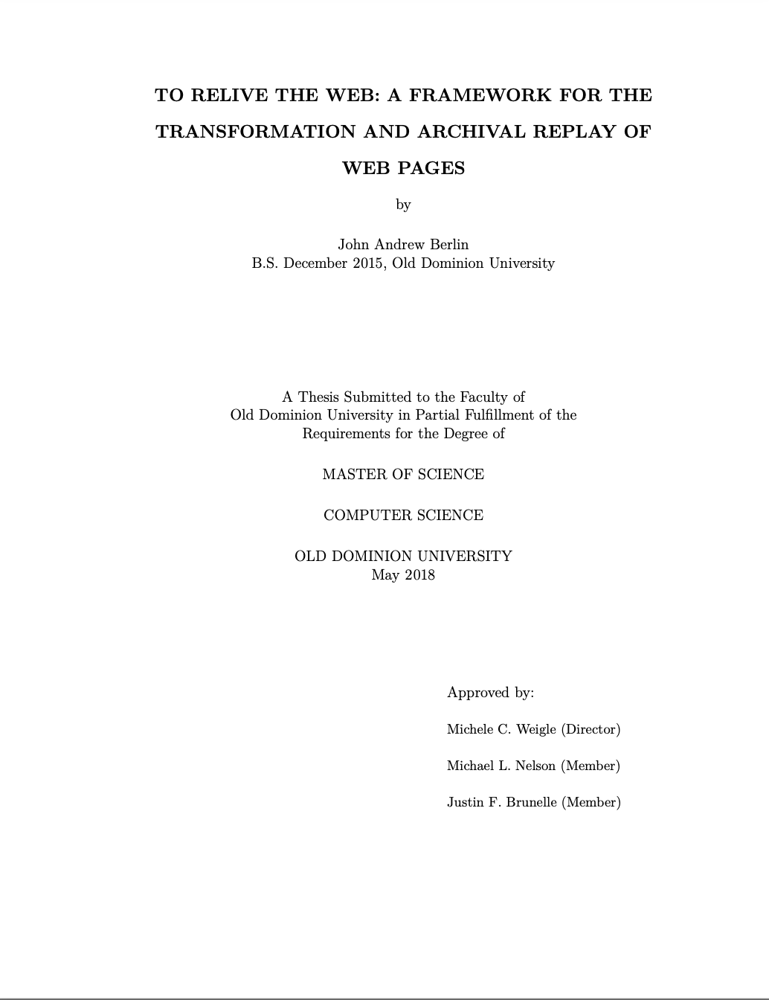 TO RELIVE THE WEB: A FRAMEWORK FOR THE
TRANSFORMATION AND ARCHIVAL REPLAY OF
WEB PAGES
by
John Andrew Berlin
B.S. December 2015, Old Dominion University
A Thesis Submitted to the Faculty of
Old Dominion University in Partial Fulfillment of the
Requirements for the Degree of
MASTER OF SCIENCE
COMPUTER SCIENCE
OLD DOMINION UNIVERSITY
May 2018
Approved by:
Michele C. Weigle (Director)
Michael L. Nelson (Member)
Justin F. Brunelle (Member)